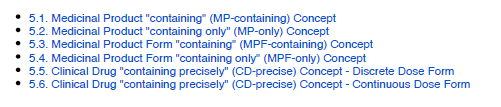 • 5.1. Medicinal Product "containing" (MP-containing) Concept
• 5.2. Medicinal Product "containing only" (MP-only) Concept
• 5.3. Medicinal Product Form "containing" (MPF-containing) Concept
• 5.4. Medicinal Product Form "containing only" (MPF-only) Concept
• 5.5. Clinical Drug "containing precisely" (CD-precise) Concept - Discrete Dose Form
• 5.6. Clinical Drug "containing precisely" (CD-precise) Concept - Continuous Dose Form